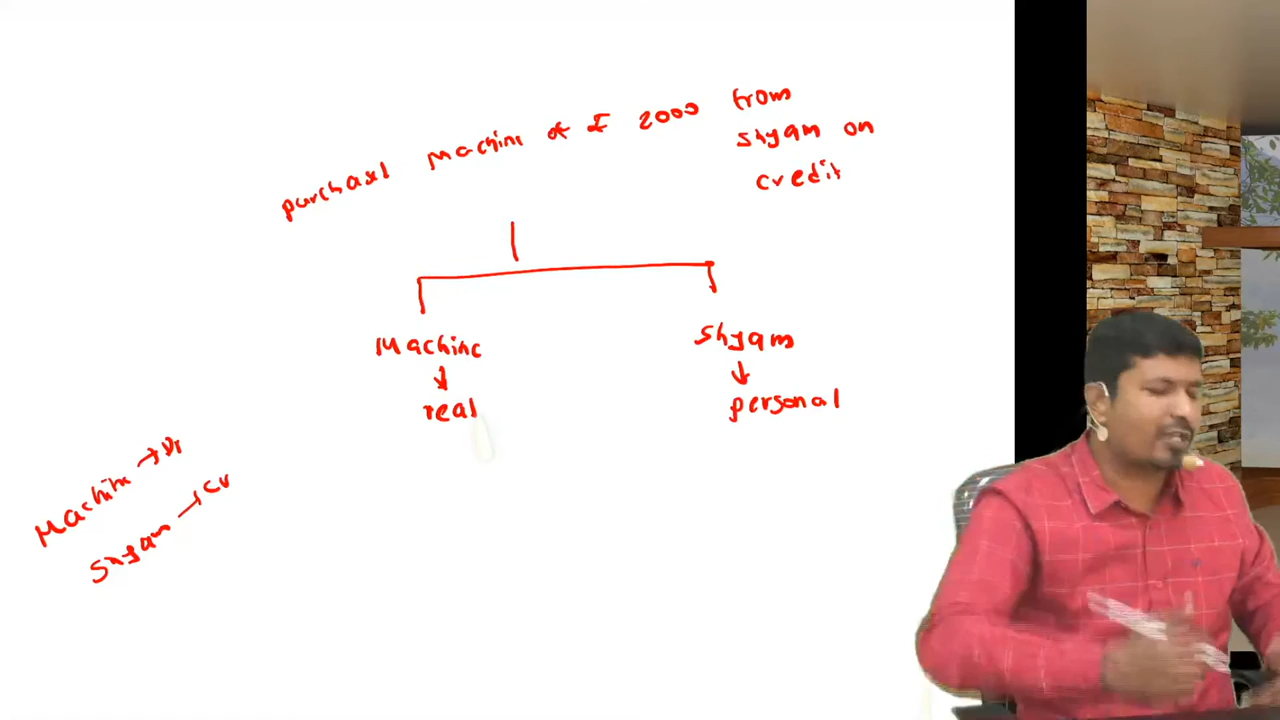 purchased machine of ₹ 2000 from
shyam on
credit
Machine
shyam
↓
↓
real
personal
Machine → Dr
Shyam → Cr